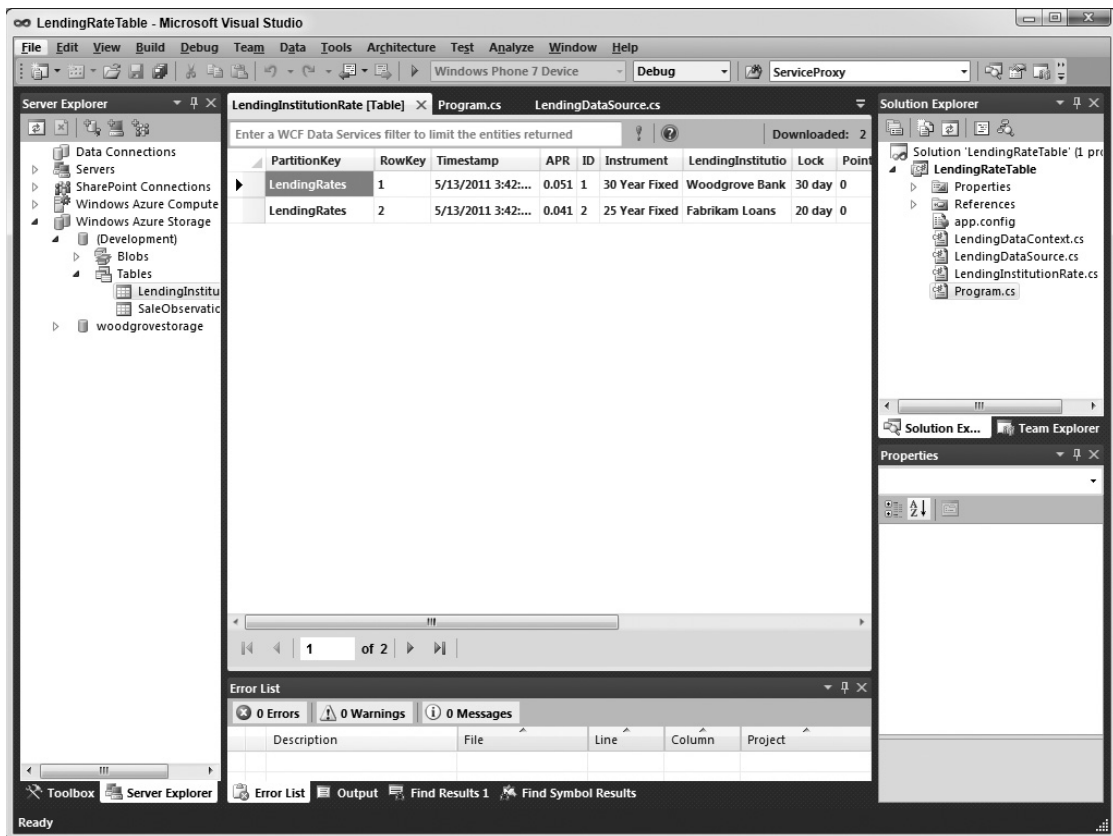 LendingRateTable - Microsoft Visual Studio
File Edit View Build Debug Team Data Tools Architecture Test Analyze Window Help
Windows Phone 7 Device Debug ServiceProxy
Server Explorer
Data Connections
Servers
SharePoint Connections
Windows Azure Compute
Windows Azure Storage
(Development)
Blobs
Tables
LendingInstitu
SaleObservatic
woodgrovestorage
Toolbox Server Explorer
LendingInstitutionRate [Table] Program.cs LendingDataSource.cs
Enter a WCF Data Services filter to limit the entities returned Downloaded: 2
PartitionKey RowKey Timestamp APR ID Instrument LendingInstitutio Lock Point
LendingRates 1 5/13/2011 3:42:... 0.051 1 30 Year Fixed Woodgrove Bank 30 day 0
LendingRates 2 5/13/2011 3:42:... 0.041 2 25 Year Fixed Fabrikam Loans 20 day 0
1 of 2
Error List
0 Errors 0 Warnings 0 Messages
Description File Line Column Project
Error List Output Find Results 1 Find Symbol Results
Solution Explorer
Solution 'LendingRateTable' (1 pro
LendingRateTable
Properties
References
app.config
LendingDataContext.cs
LendingDataSource.cs
LendingInstitutionRate.cs
Program.cs
Solution Ex... Team Explorer
Properties
Ready